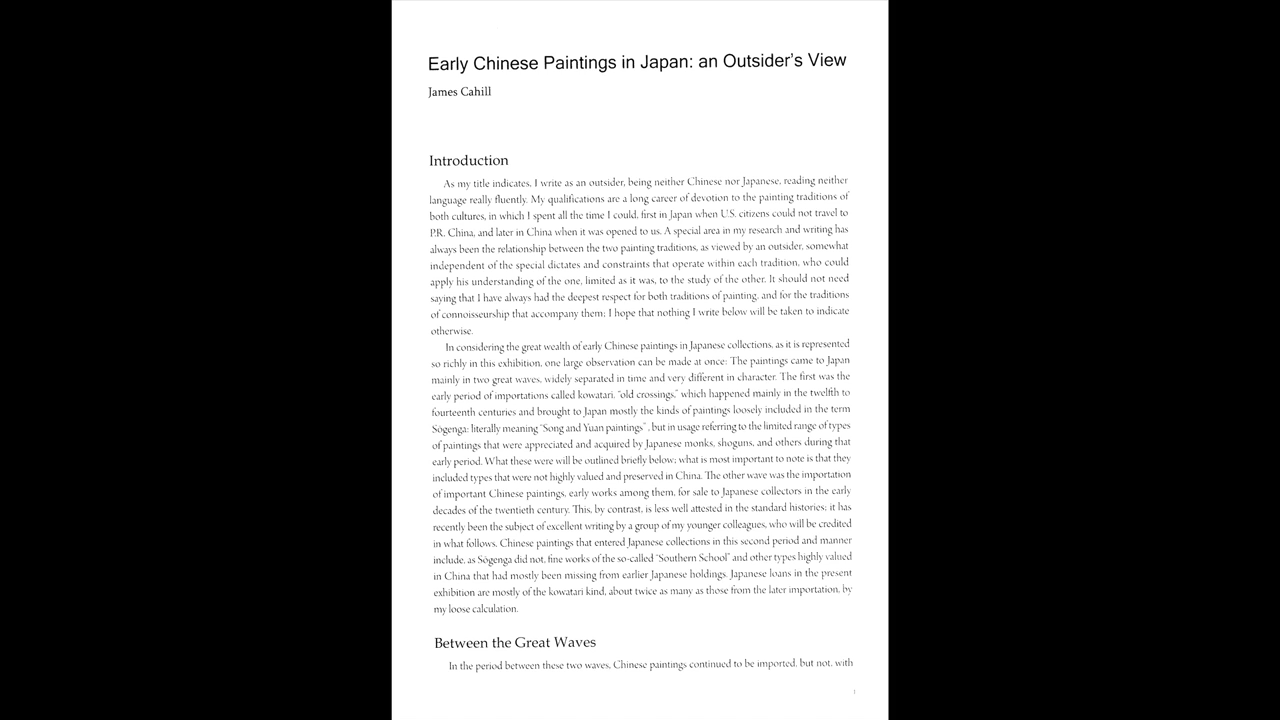 Early Chinese Paintings in Japan: an Outsider's View
James Cahill
Introduction
As my title indicates, I write as an outsider, being neither Chinese nor Japanese, reading neither
language really fluently. My qualifications are a long career of devotion to the painting traditions of
both cultures, in which I spent all the time I could, first in Japan when U.S. citizens could not travel to
P.R. China, and later in China when it was opened to us. A special area in my research and writing has
always been the relationship between the two painting traditions, as viewed by an outsider, somewhat
independent of the special dictates and constraints that operate within each tradition, who could
apply his understanding of the one, limited as it was, to the study of the other. It should not need
saying that I have always had the deepest respect for both traditions of painting, and for the traditions
of connoisseurship that accompany them; I hope that nothing I write below will be taken to indicate
otherwise.
In considering the great wealth of early Chinese paintings in Japanese collections, as it is represented
so richly in this exhibition, one large observation can be made at once: The paintings came to Japan
mainly in two great waves, widely separated in time and very different in character. The first was the
early period of importations called kowatari, "old crossings," which happened mainly in the twelfth to
fourteenth centuries and brought to Japan mostly the kinds of paintings loosely included in the term
Sōgenga: literally meaning "Song and Yuan paintings", but in usage referring to the limited range of types
of paintings that were appreciated and acquired by Japanese monks, shoguns, and others during that
early period. What these were will be outlined briefly below; what is most important to note is that they
included types that were not highly valued and preserved in China. The other wave was the importation
of important Chinese paintings, early works among them, for sale to Japanese collectors in the early
decades of the twentieth century. This, by contrast, is less well attested in the standard histories; it has
recently been the subject of excellent writing by a group of my younger colleagues, who will be credited
in what follows. Chinese paintings that entered Japanese collections in this second period and manner
include, as Sōgenga did not, fine works of the so-called "Southern School" and other types highly valued
in China that had mostly been missing from earlier Japanese holdings. Japanese loans in the present
exhibition are mostly of the kowatari kind, about twice as many as those from the later importation, by
my loose calculation.
Between the Great Waves
In the period between these two waves, Chinese paintings continued to be imported, but not, with
1